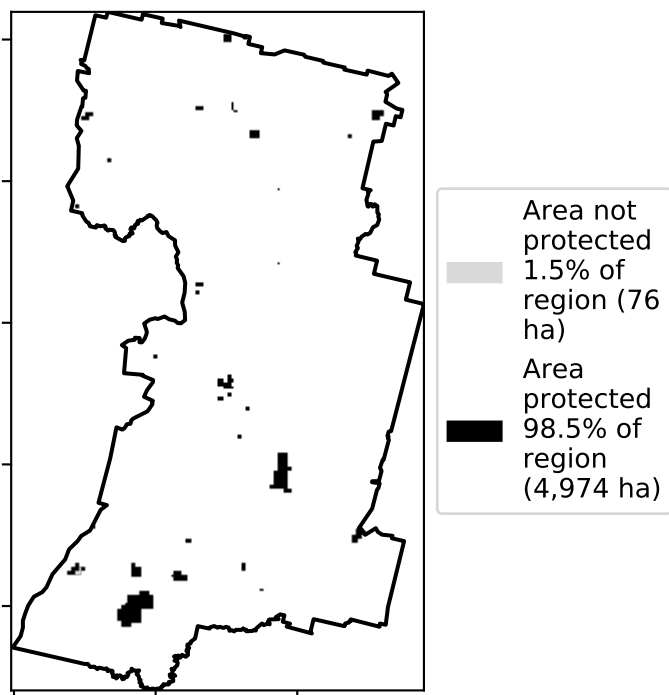 Area not
protected
1.5% of
region (76
ha)
Area
protected
98.5% of
region
(4,974 ha)